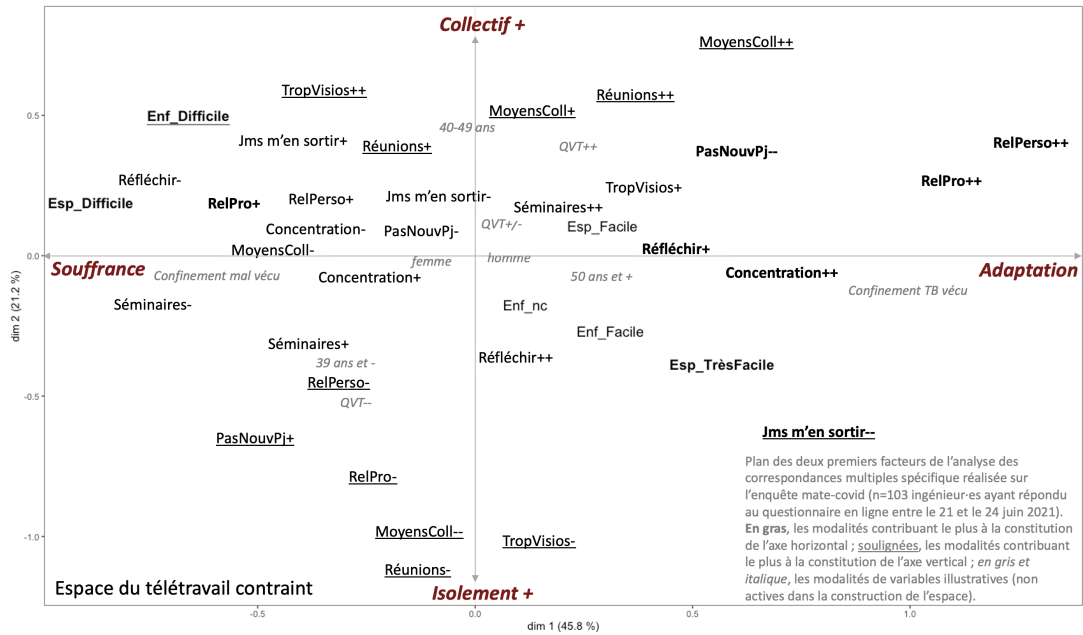 Collectif +
MoyensColl++
TropVisios++
Réunions++
Enf_Difficile
MoyensColl+
0.5
40-49 ans
Jms m'en sortir+
Réunions+
QVT++
PasNouvPj--
RelPerso++
Réfléchir-
RelPro++
TropVisios+
Esp_Difficile
RelPro+
RelPerso+
Jms m'en sortir-
Séminaires++
Concentration-
PasNouvPj-
QVT+/-
Esp_Facile
MoyensColl-
Réfléchir+
0.0
Souffrance
Confinement mal vécu
femme
homme
Adaptation
Concentration+
50 ans et +
Concentration++
Confinement TB vécu
Séminaires-
Enf_nc
dim 2 (21.2 %)
Enf_Facile
Séminaires+
Réfléchir++
39 ans et -
Esp_TrèsFacile
RelPerso-
-0.5
QVT--
PasNouvPj+
Jms m'en sortir--
RelPro-
Plan des deux premiers facteurs de l'analyse des
correspondances multiples spécifique réalisée sur
l'enquête mate-covid (n=103 ingénieur·es ayant répondu
au questionnaire en ligne entre le 21 et le 24 juin 2021).
En gras, les modalités contribuant le plus à la constitution
de l'axe horizontal ; soulignées, les modalités contribuant
le plus à la constitution de l'axe vertical ; en gris et
italique, les modalités de variables illustratives (non
actives dans la construction de l'espace).
MoyensColl--
-1.0
TropVisios-
Réunions-
Espace du télétravail contraint
Isolement +
-0.5
0.0
0.5
1.0
dim 1 (45.8 %)